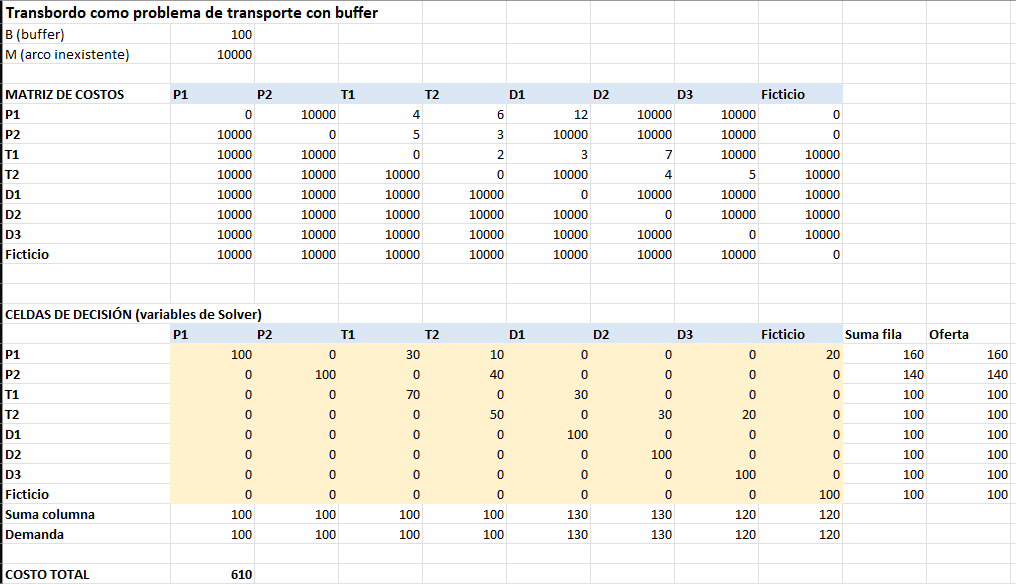 Transbordo como problema de transporte con buffer
B (buffer) 100
M (arco inexistente) 10000
MATRIZ DE COSTOS P1 P2 T1 T2 D1 D2 D3 Ficticio
P1 0 10000 4 6 12 10000 10000 0
P2 10000 0 5 3 10000 10000 10000 0
T1 10000 10000 0 2 3 7 10000 10000
T2 10000 10000 10000 0 10000 4 5 10000
D1 10000 10000 10000 10000 0 10000 10000 10000
D2 10000 10000 10000 10000 10000 0 10000 10000
D3 10000 10000 10000 10000 10000 10000 0 10000
Ficticio 10000 10000 10000 10000 10000 10000 10000 0
CELDAS DE DECISIÓN (variables de Solver)
P1 P2 T1 T2 D1 D2 D3 Ficticio Suma fila Oferta
P1 100 0 30 10 0 0 0 20 160 160
P2 0 100 0 40 0 0 0 0 140 140
T1 0 0 70 0 30 0 0 0 100 100
T2 0 0 0 50 0 30 20 0 100 100
D1 0 0 0 0 100 0 0 0 100 100
D2 0 0 0 0 0 100 0 0 100 100
D3 0 0 0 0 0 0 100 0 100 100
Ficticio 0 0 0 0 0 0 0 100 100 100
Suma columna 100 100 100 100 130 130 120 120
Demanda 100 100 100 100 130 130 120 120
COSTO TOTAL 610